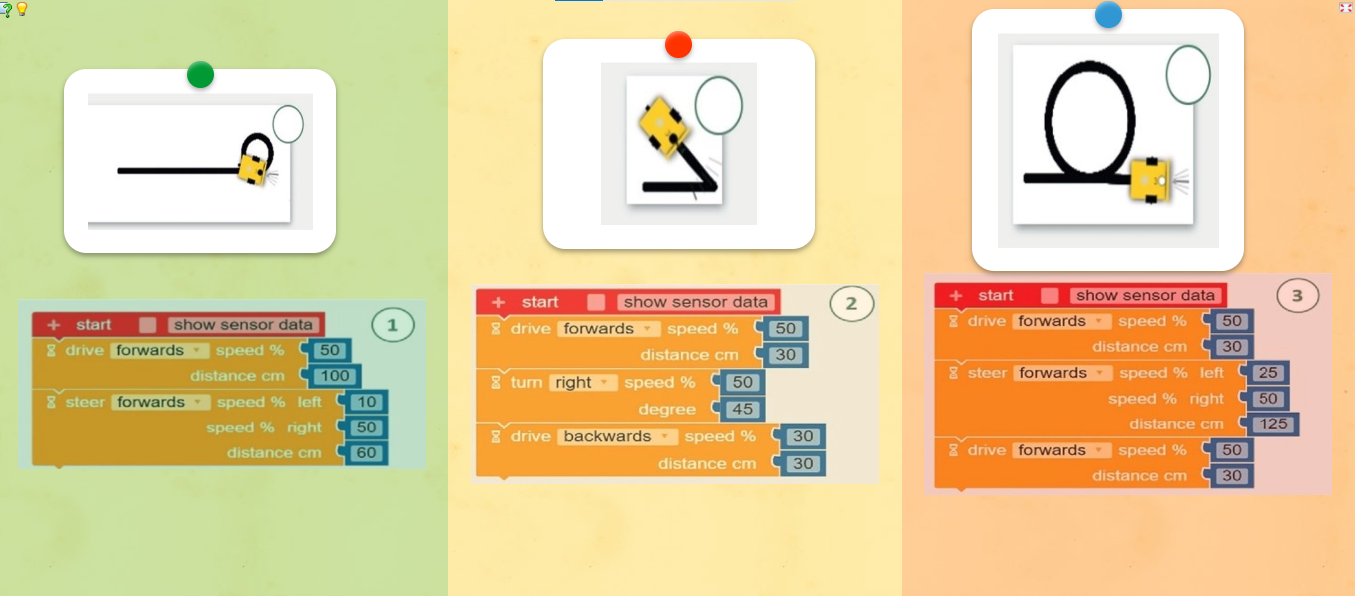 + start show sensor data 1
drive forwards speed % 50
distance cm 100
steer forwards speed % left 10
speed % right 50
distance cm 60
+ start show sensor data 2
drive forwards speed % 50
distance cm 30
turn right speed % 50
degree 45
drive backwards speed % 30
distance cm 30
+ start show sensor data 3
drive forwards speed % 50
distance cm 30
steer forwards speed % left 25
speed % right 50
distance cm 125
drive forwards speed % 50
distance cm 30